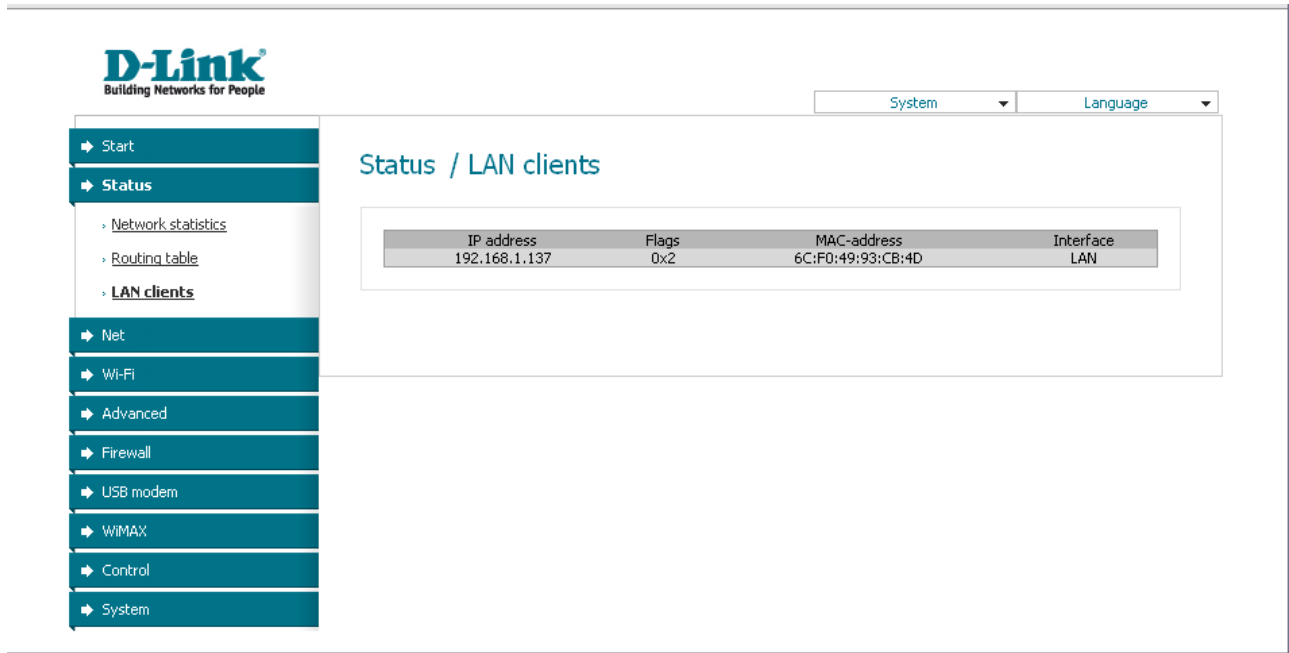 D-Link®
Building Networks for People
System Language
Start
Status
Network statistics
Routing table
LAN clients
Net
Wi-Fi
Advanced
Firewall
USB modem
WiMAX
Control
System
Status / LAN clients
IP address Flags MAC-address Interface
192.168.1.137 0x2 6C:F0:49:93:CB:4D LAN